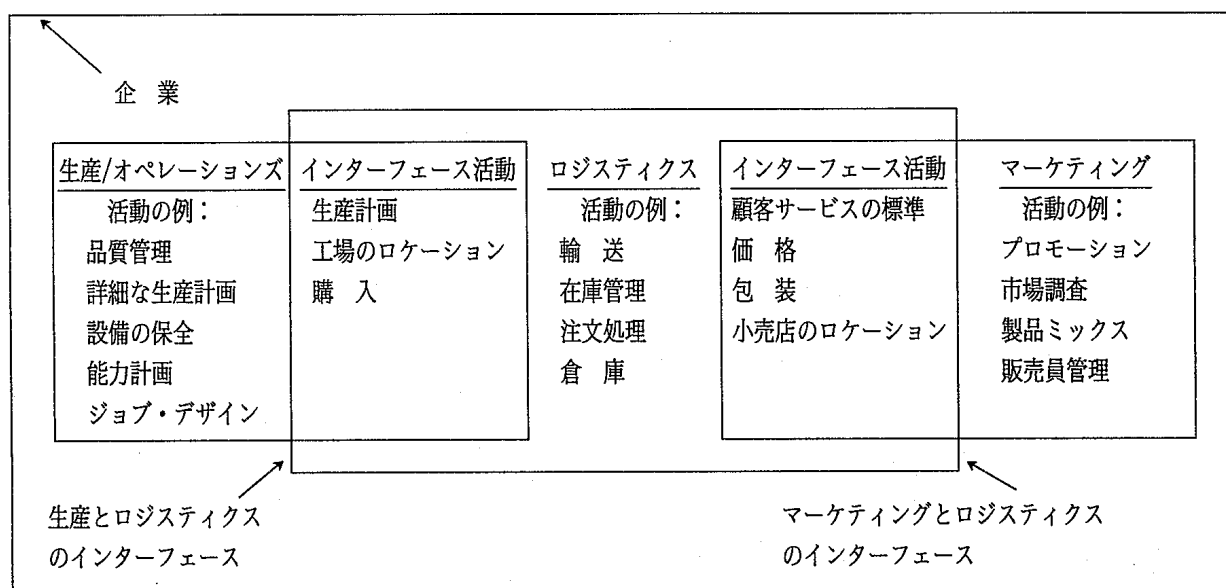 企 業
生産/オペレーションズ
活動の例：
品質管理
詳細な生産計画
設備の保全
能力計画
ジョブ・デザイン
インターフェース活動
生産計画
工場のロケーション
購 入
ロジスティクス
活動の例：
輸 送
在庫管理
注文処理
倉 庫
インターフェース活動
顧客サービスの標準
価 格
包 装
小売店のロケーション
マーケティング
活動の例：
プロモーション
市場調査
製品ミックス
販売員管理
生産とロジスティクス
のインターフェース
マーケティングとロジスティクス
のインターフェース